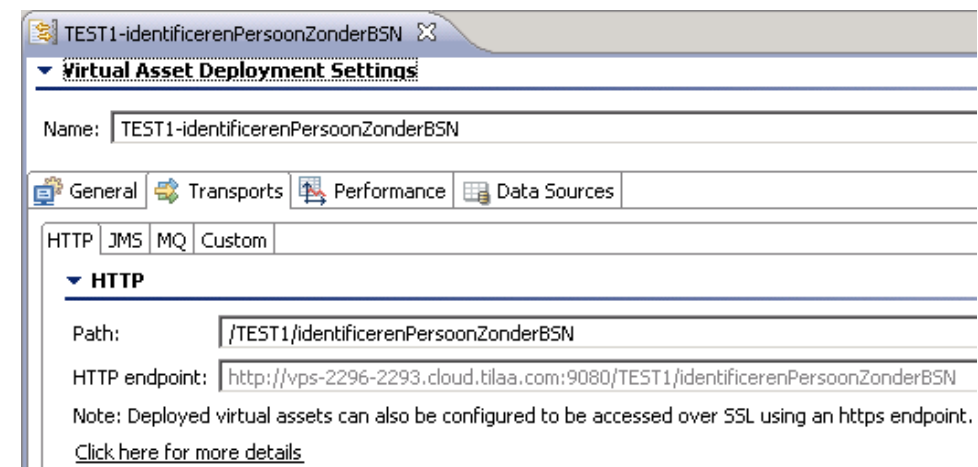 TEST1-identificerenPersoonZonderBSN
Virtual Asset Deployment Settings
Name: TEST1-identificerenPersoonZonderBSN
General Transports Performance Data Sources
HTTP JMS MQ Custom
HTTP
Path: /TEST1/identificerenPersoonZonderBSN
HTTP endpoint: http://vps-2296-2293.cloud.tilaa.com:9080/TEST1/identificerenPersoonZonderBSN
Note: Deployed virtual assets can also be configured to be accessed over SSL using an https endpoint.
Click here for more details